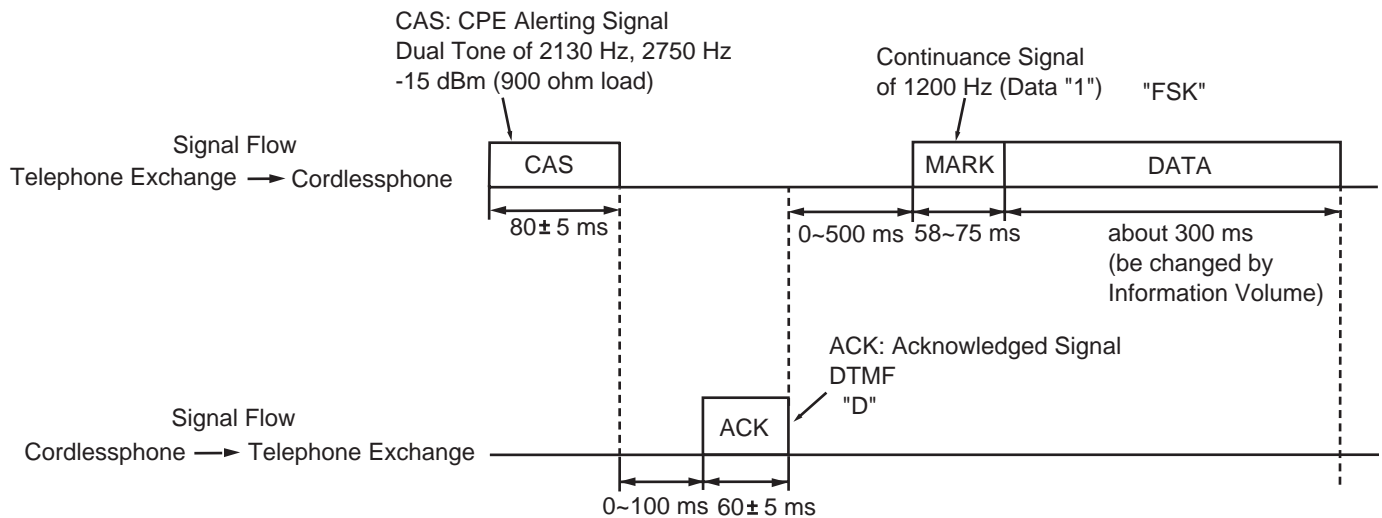 CAS: CPE Alerting Signal
Dual Tone of 2130 Hz, 2750 Hz
-15 dBm (900 ohm load)
Continuance Signal
of 1200 Hz (Data "1")
"FSK"
Signal Flow
Telephone Exchange → Cordlessphone
CAS
MARK
DATA
80± 5 ms
0~500 ms
58~75 ms
about 300 ms
(be changed by
Information Volume)
ACK: Acknowledged Signal
DTMF
"D"
Signal Flow
Cordlessphone → Telephone Exchange
ACK
0~100 ms
60± 5 ms